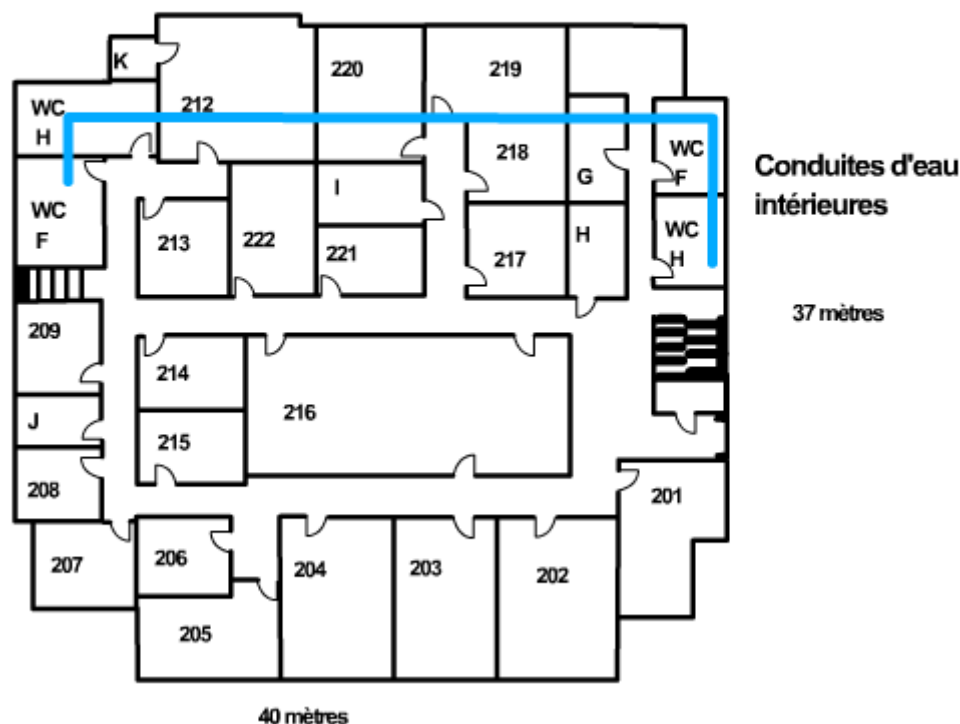 K
220
219
WC
H
212
WC
F
218
Conduites d'eau
intérieures
I
G
WC
F
213
222
221
217
H
WC
H
37 mètres
209
214
216
J
215
208
201
207
206
204
203
202
205
40 mètres